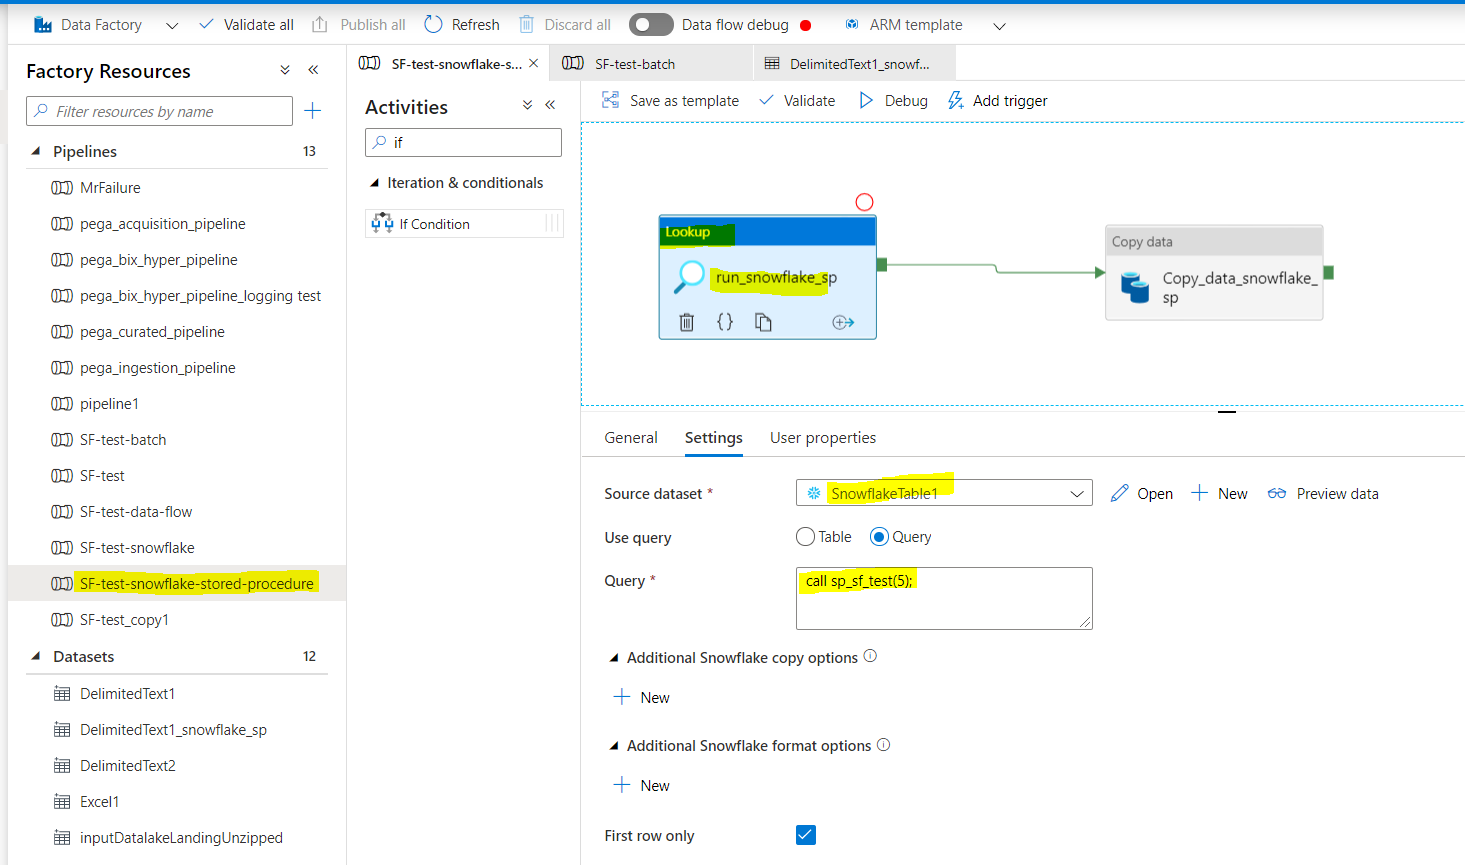 Data Factory
Validate all
Publish all
Refresh
Discard all
Data flow debug
ARM template
Factory Resources
Filter resources by name
Pipelines 13
MrFailure
pega_acquisition_pipeline
pega_bix_hyper_pipeline
pega_bix_hyper_pipeline_logging test
pega_curated_pipeline
pega_ingestion_pipeline
pipeline1
SF-test-batch
SF-test
SF-test-data-flow
SF-test-snowflake
SF-test-snowflake-stored-procedure
SF-test_copy1
Datasets 12
DelimitedText1
DelimitedText1_snowflake_sp
DelimitedText2
Excel1
inputDatalakeLandingUnzipped
SF-test-snowflake-s...
SF-test-batch
DelimitedText1_snowf...
Activities
if
Iteration & conditionals
If Condition
Save as template
Validate
Debug
Add trigger
Lookup
run_snowflake_sp
Copy data
Copy_data_snowflake_
sp
General
Settings
User properties
Source dataset *
SnowflakeTable1
Open
New
Preview data
Use query
Table
Query
Query *
call sp_sf_test(5);
Additional Snowflake copy options
New
Additional Snowflake format options
New
First row only